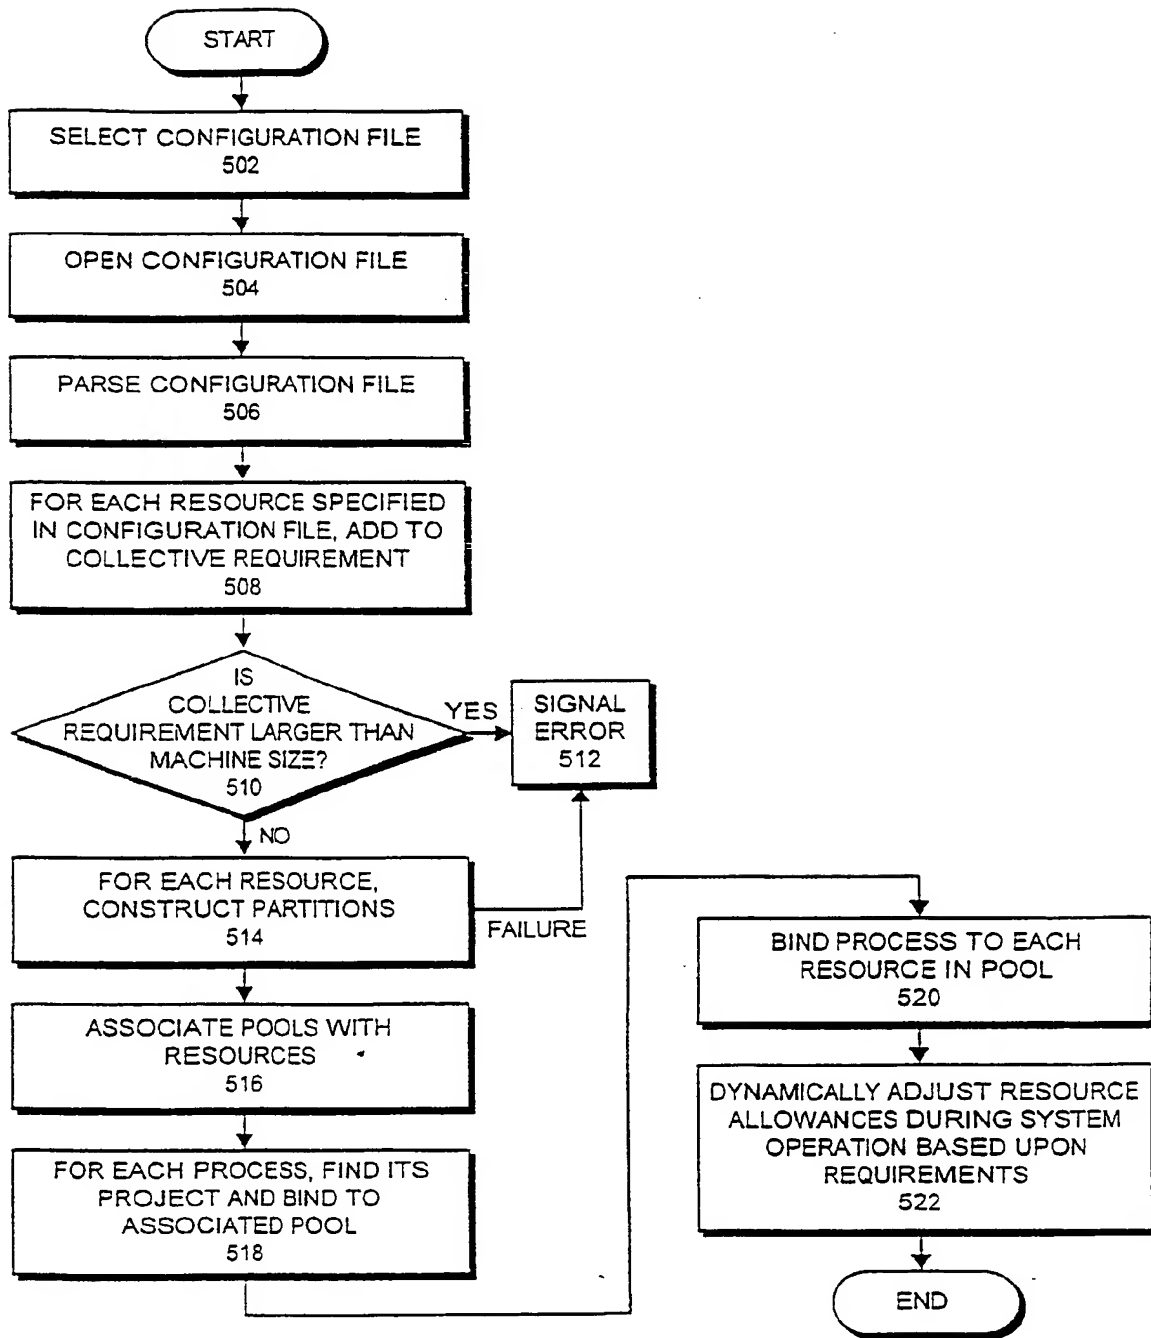 START
SELECT CONFIGURATION FILE
502
OPEN CONFIGURATION FILE
504
PARSE CONFIGURATION FILE
506
FOR EACH RESOURCE SPECIFIED
IN CONFIGURATION FILE, ADD TO
COLLECTIVE REQUIREMENT
508
IS
COLLECTIVE
REQUIREMENT LARGER THAN
MACHINE SIZE?
510
YES
SIGNAL
ERROR
512
NO
FOR EACH RESOURCE,
CONSTRUCT PARTITIONS
514
FAILURE
ASSOCIATE POOLS WITH
RESOURCES
516
FOR EACH PROCESS, FIND ITS
PROJECT AND BIND TO
ASSOCIATED POOL
518
BIND PROCESS TO EACH
RESOURCE IN POOL
520
DYNAMICALLY ADJUST RESOURCE
ALLOWANCES DURING SYSTEM
OPERATION BASED UPON
REQUIREMENTS
522
END